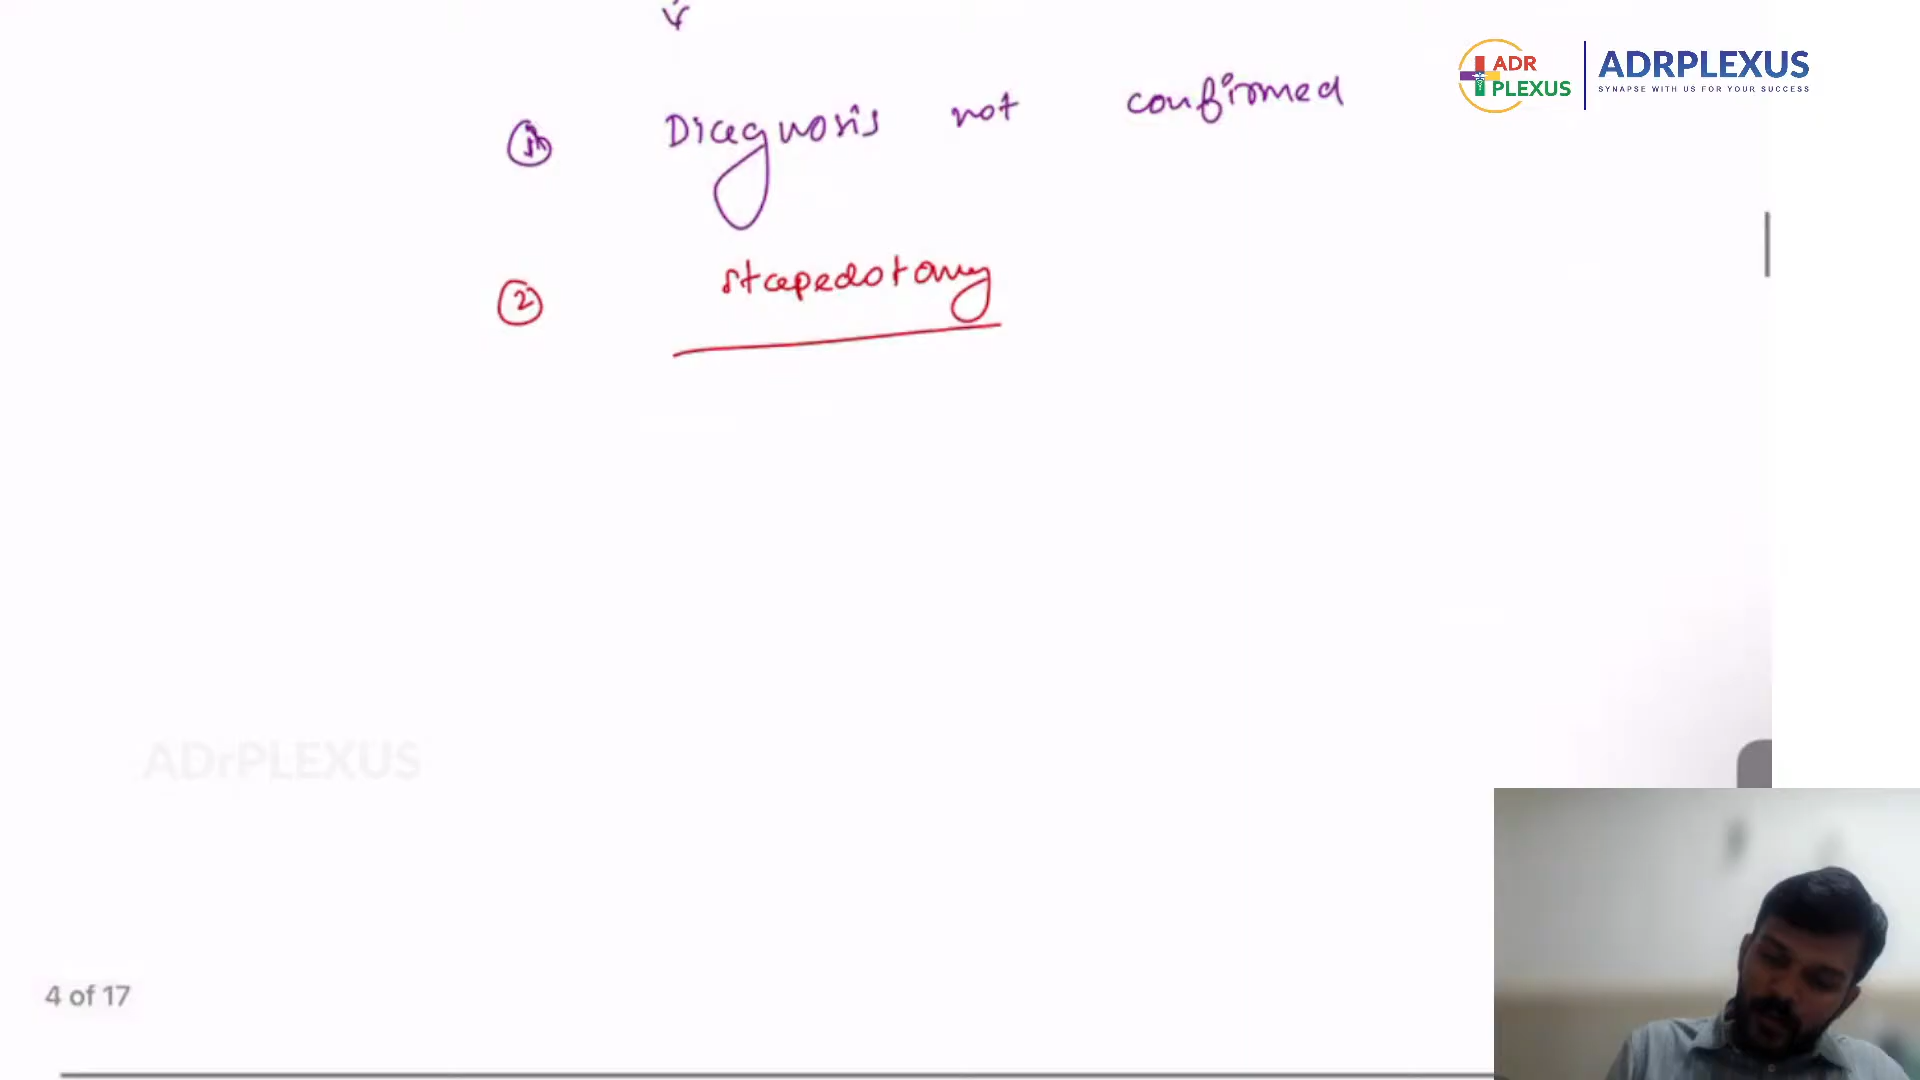 ADR
PLEXUS
ADRPLEXUS
SYNAPSE WITH US FOR YOUR SUCCESS
① Diagnosis not confirmed
② stapedotomy
ADrPLEXUS
4 of 17